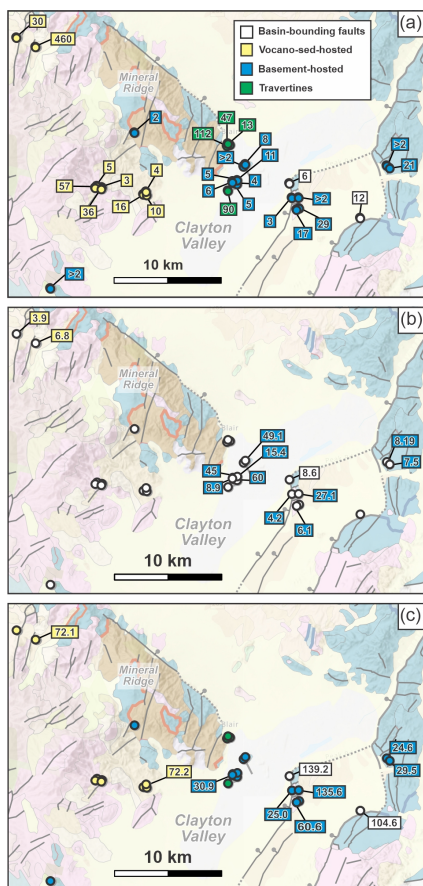 (a)
Basin-bounding faults
Vocano-sed-hosted
Basement-hosted
Travertines
30
460
Mineral
Ridge
2
47
112
13
8
>2
11
>2
21
5
4
57
3
5
4
6
6
36
16
10
90
5
3
>2
12
17
29
Clayton
Valley
>2
10 km
(b)
3.9
6.8
Mineral
Ridge
Blair
49.1
15.4
8.19
7.5
45
60
8.6
8.9
27.1
4.2
6.1
Clayton
Valley
10 km
(c)
72.1
Mineral
Ridge
Blair
24.6
29.5
139.2
72.2
30.9
135.6
25.0
104.6
60.6
Clayton
Valley
10 km